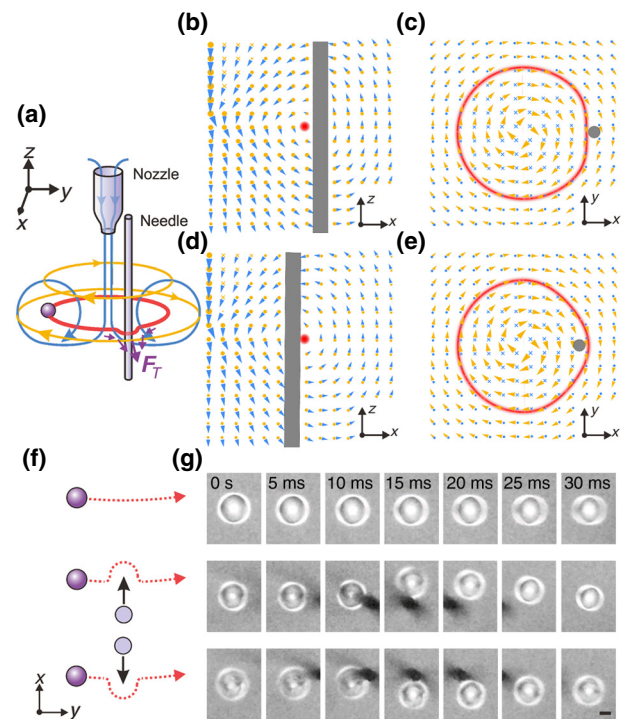 (a)
z
y
x
Nozzle
Needle
F_T
(b)
z
x
(c)
y
x
(d)
z
x
(e)
y
x
(f)
x
y
(g)
0 s 5 ms 10 ms 15 ms 20 ms 25 ms 30 ms